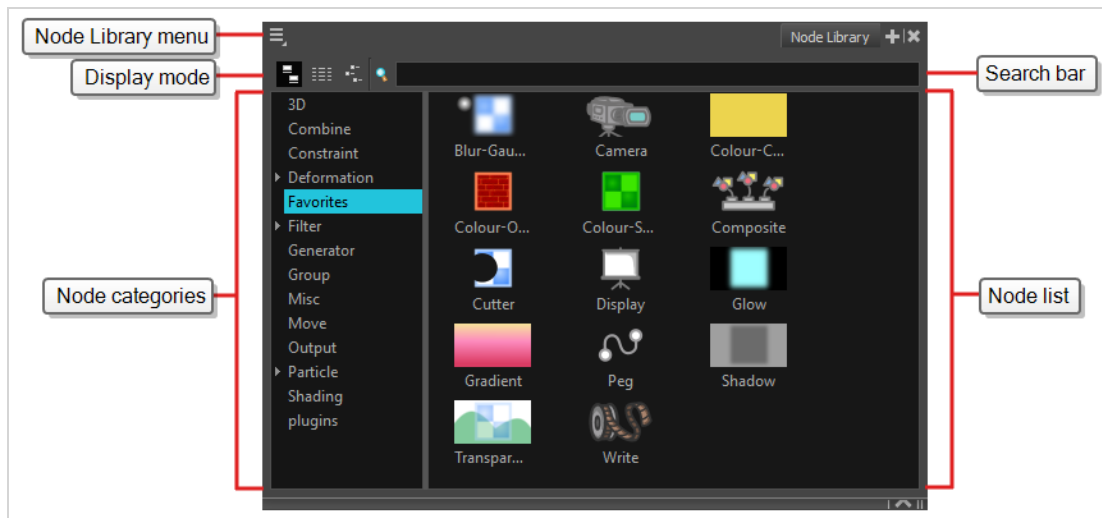 Node Library menu
Node Library
Display mode
Search bar
3D
Combine
Constraint
Deformation
Favorites
Filter
Generator
Group
Misc
Move
Output
Particle
Shading
plugins
Node categories
Blur-Gau...
Camera
Colour-C...
Colour-O...
Colour-S...
Composite
Cutter
Display
Glow
Gradient
Peg
Shadow
Transpar...
Write
Node list